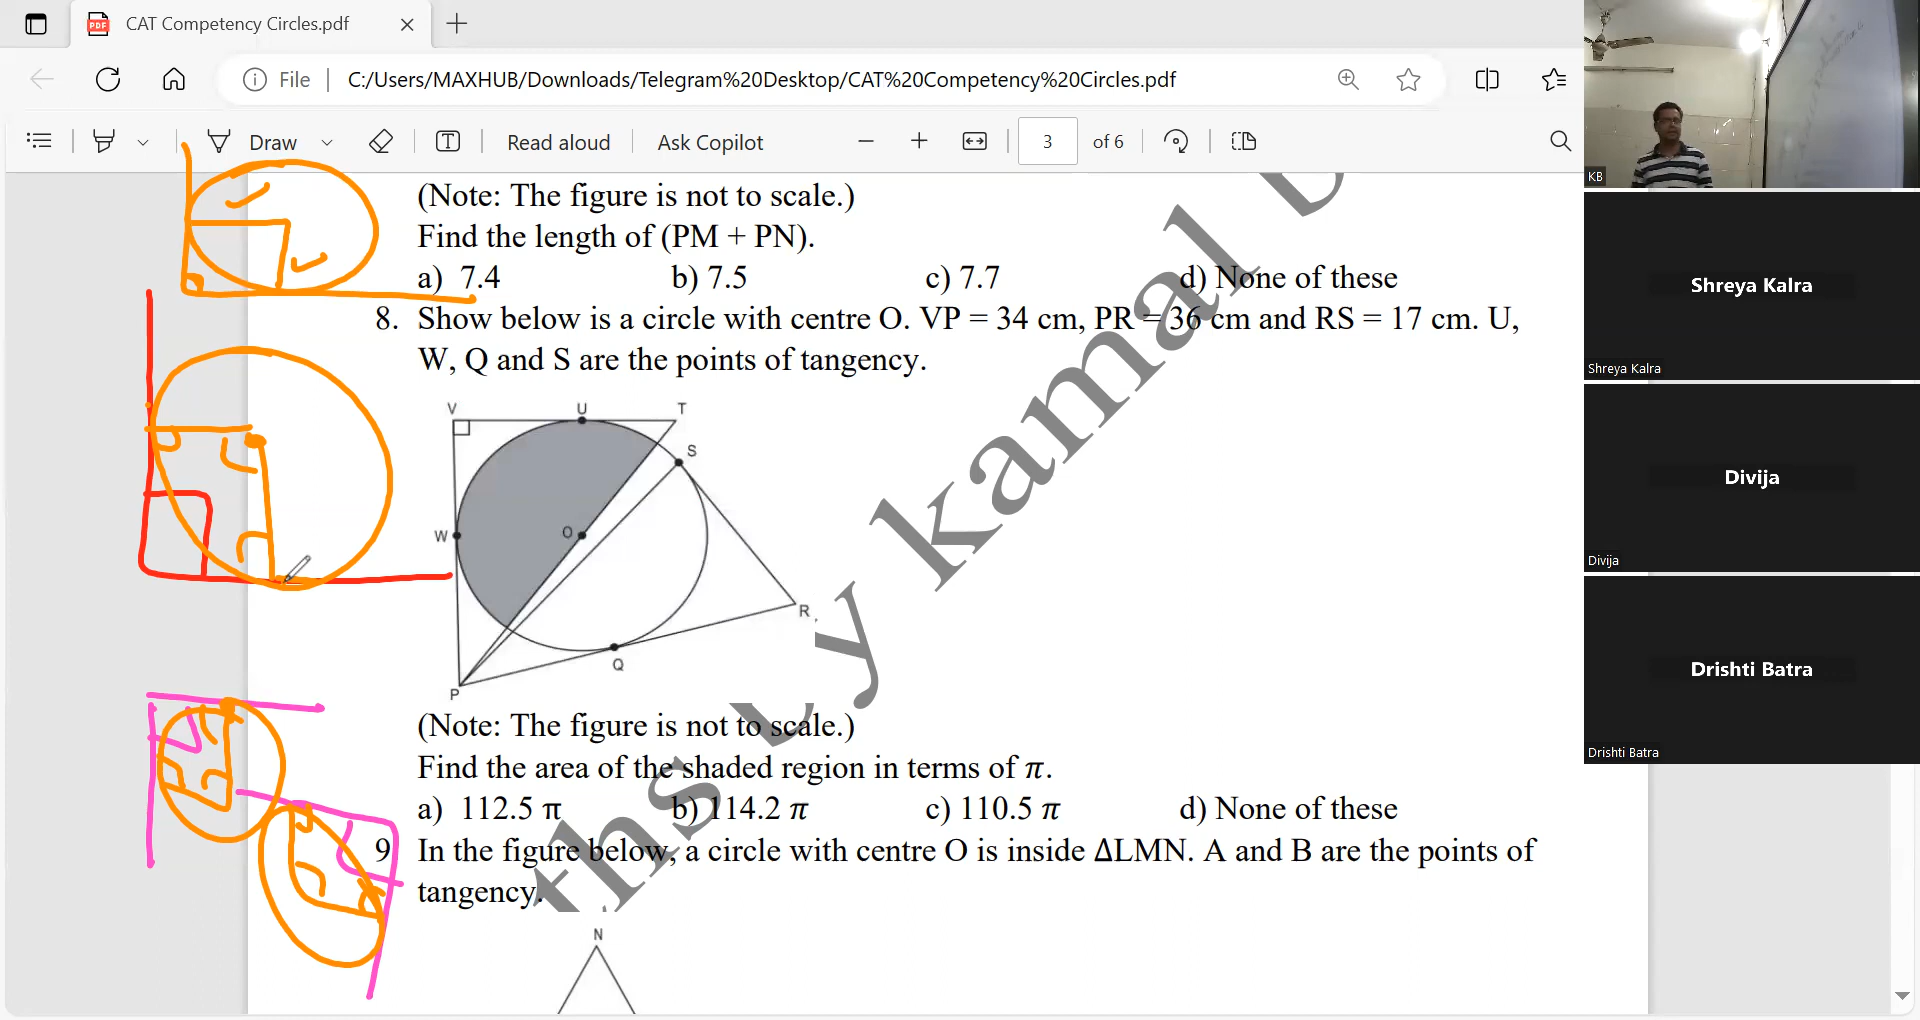 CAT Competency Circles.pdf
File
C:/Users/MAXHUB/Downloads/Telegram%20Desktop/CAT%20Competency%20Circles.pdf
Draw
Read aloud
Ask Copilot
3 of 6
(Note: The figure is not to scale.)
Find the length of (PM + PN).
a) 7.4 b) 7.5 c) 7.7 d) None of these
8. Show below is a circle with centre O. VP = 34 cm, PR = 36 cm and RS = 17 cm. U,
W, Q and S are the points of tangency.
V U T
S
W O
R
Q
P
(Note: The figure is not to scale.)
Find the area of the shaded region in terms of π.
a) 112.5 π b) 114.2 π c) 110.5 π d) None of these
9 In the figure below, a circle with centre O is inside ΔLMN. A and B are the points of
tangency.
N
ths
by kamal
KB
Shreya Kalra
Shreya Kalra
Divija
Divija
Drishti Batra
Drishti Batra
PDF